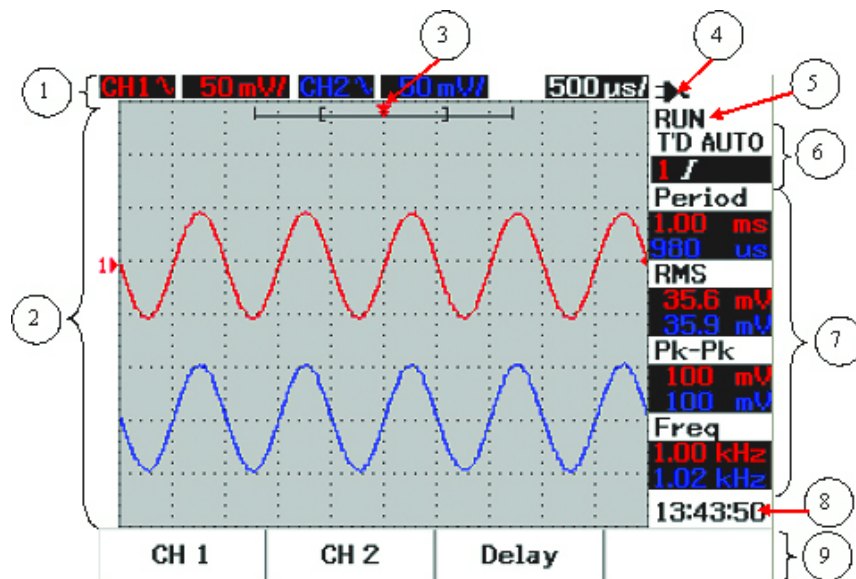 3
4
1
CH1 ∿ 50 mV/ CH2 ∿ 50 mV/ 500 µs/
5
RUN
T'D AUTO
6
1 ƒ
Period
1.00 ms
980 us
1
RMS
35.6 mV
35.9 mV
2
7
Pk-Pk
100 mV
100 mV
Freq
1.00 kHz
1.02 kHz
13:43:50
8
CH 1 CH 2 Delay
9